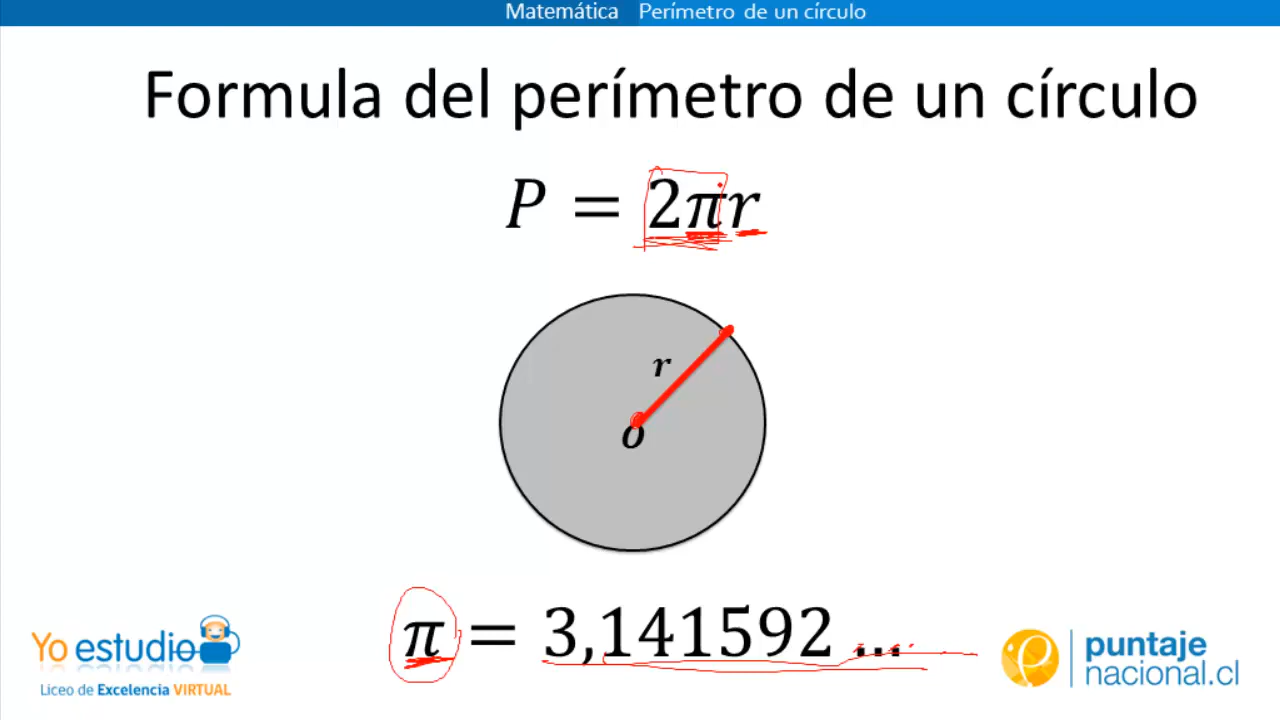 Matemática Perímetro de un círculo
Formula del perímetro de un círculo
P = 2πr
r
o
π = 3,141592 ...
Yo estudio
Liceo de Excelencia VIRTUAL
puntaje
nacional.cl